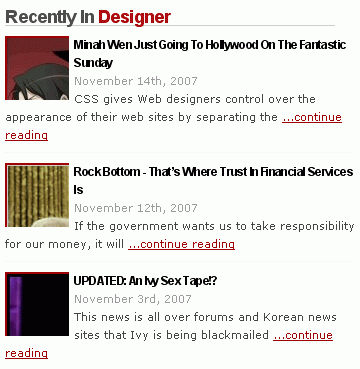 Recently In Designer
Minah Wen Just Going To Hollywood On The Fantastic
Sunday
November 14th, 2007
CSS gives Web designers control over the
appearance of their web sites by separating the ...continue
reading
Rock Bottom - That's Where Trust In Financial Services
Is
November 12th, 2007
If the government wants us to take responsibility
for our money, it will ...continue reading
UPDATED: An Ivy Sex Tape!?
November 3rd, 2007
This news is all over forums and Korean news
sites that Ivy is being blackmailed ...continue
reading